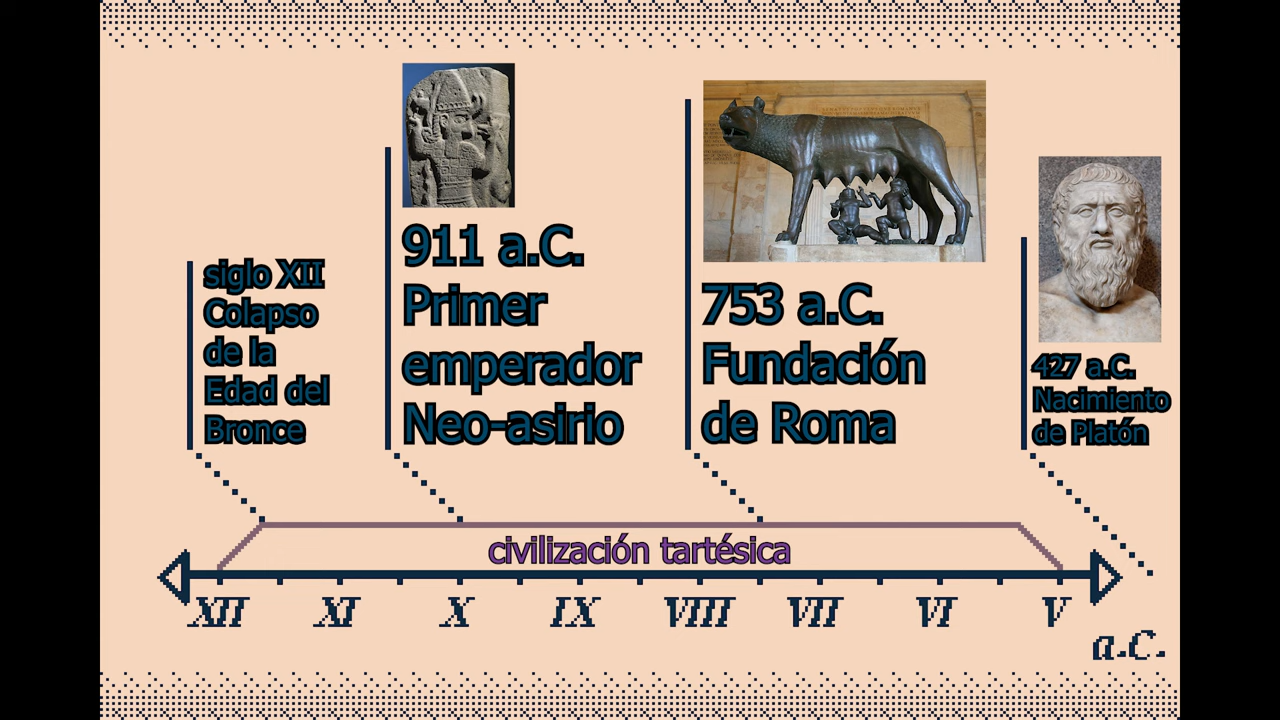 siglo XII
Colapso
de la
Edad del
Bronce
911 a.C.
Primer
emperador
Neo-asirio
753 a.C.
Fundación
de Roma
427 a.C.
Nacimiento
de Platón
civilización tartésica
XII XI X IX VIII VII VI V
a.C.